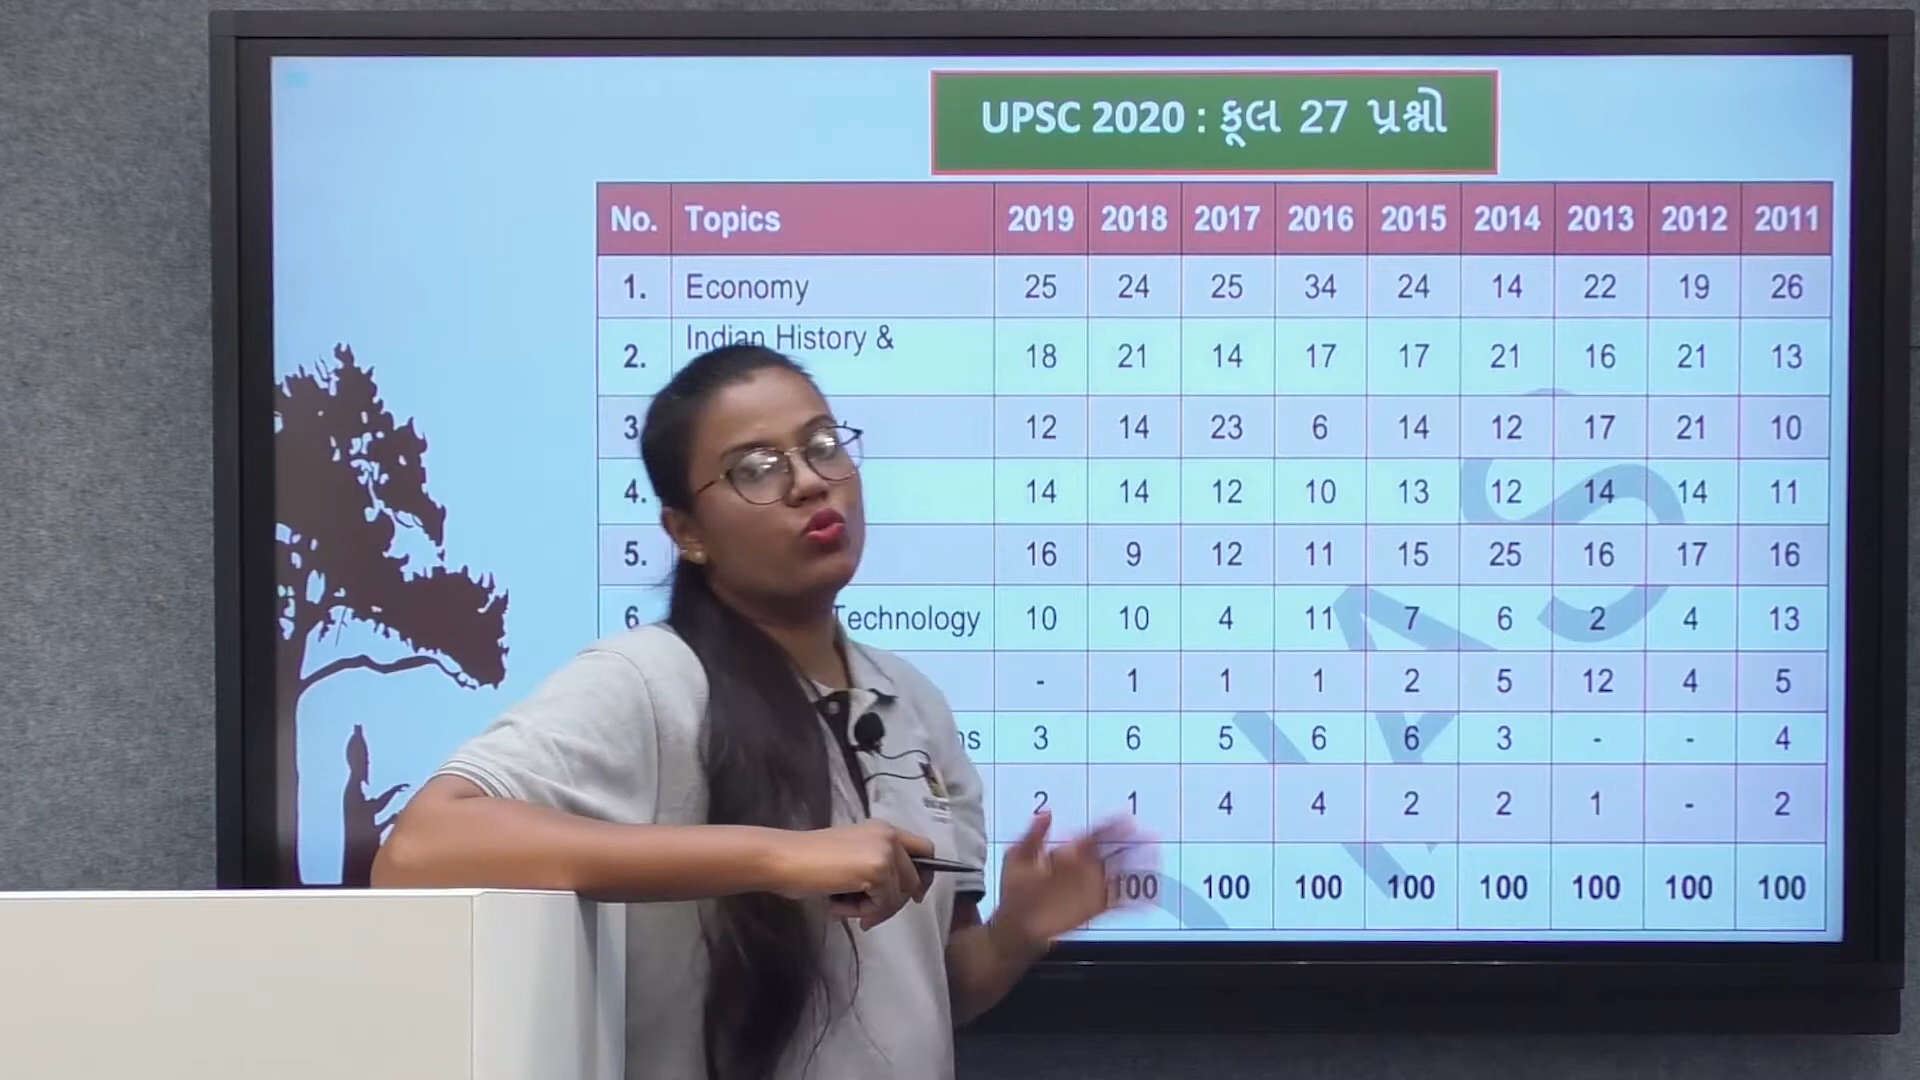 UPSC 2020 : કૂલ 27 પ્રશ્નો
No. Topics 2019 2018 2017 2016 2015 2014 2013 2012 2011
1. Economy 25 24 25 34 24 14 22 19 26
Indian History &
2. 18 21 14 17 17 21 16 21 13
3 12 14 23 6 14 12 17 21 10
4. 14 14 12 10 13 12 14 14 11
5. 16 9 12 11 15 25 16 17 16
6 Technology 10 10 4 11 7 6 2 4 13
- 1 1 1 2 5 12 4 5
3 6 5 6 6 3 - - 4
2 1 4 4 2 2 1 - 2
100 100 100 100 100 100 100 100
IAS